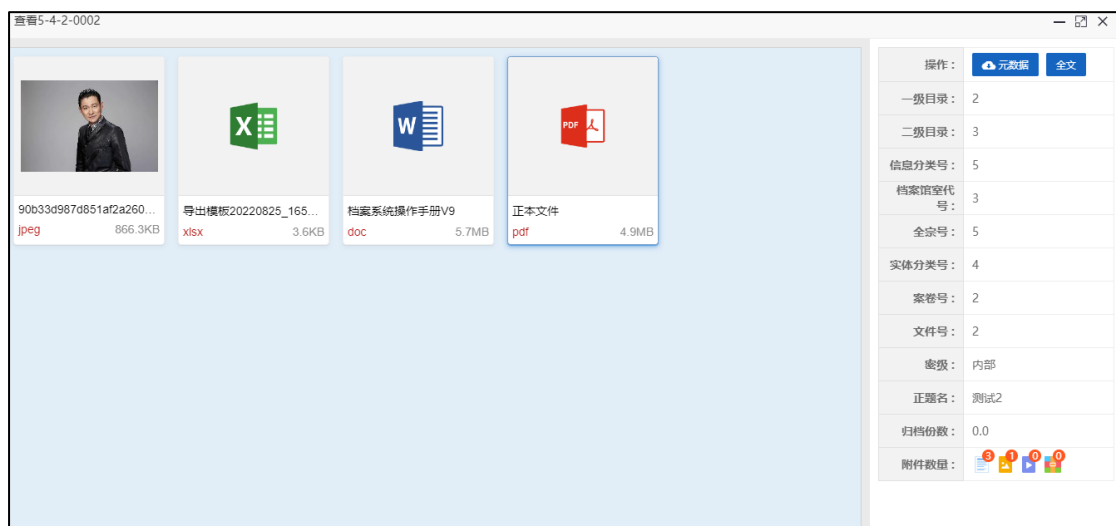 查看5-4-2-0002
90b33d987d851af2a260...
jpeg 866.3KB
X
导出模板20220825_165...
xlsx 3.6KB
W
档案系统操作手册V9
doc 5.7MB
PDF
正本文件
pdf 4.9MB
操作： 元数据 全文
一级目录： 2
二级目录： 3
信息分类号： 5
档案馆室代
号： 3
全宗号： 5
实体分类号： 4
案卷号： 2
文件号： 2
密级： 内部
正题名： 测试2
归档份数： 0.0
附件数量： 3 1 0 0